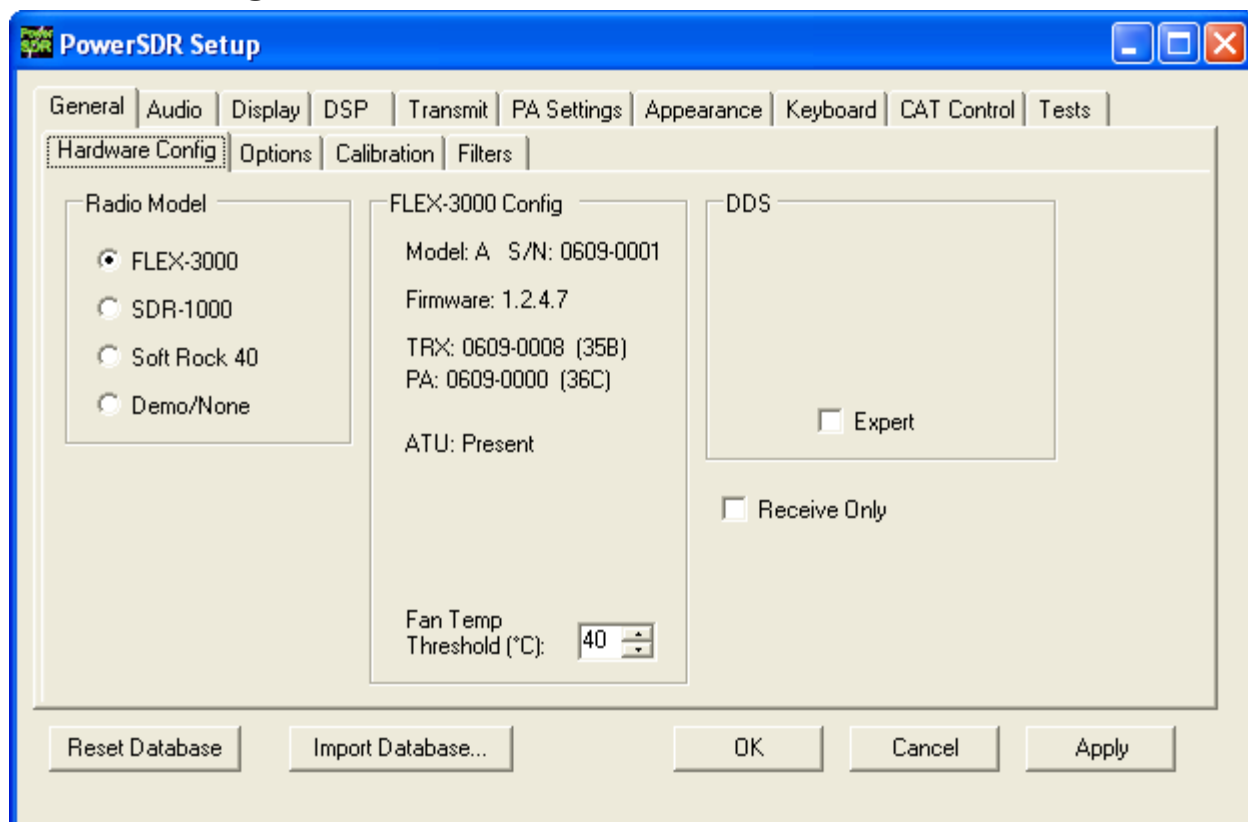 Power SDR PowerSDR Setup
General Audio Display DSP Transmit PA Settings Appearance Keyboard CAT Control Tests
Hardware Config Options Calibration Filters
Radio Model
FLEX-3000
SDR-1000
Soft Rock 40
Demo/None
FLEX-3000 Config
Model: A S/N: 0609-0001
Firmware: 1.2.4.7
TRX: 0609-0008 (35B)
PA: 0609-0000 (36C)
ATU: Present
Fan Temp
Threshold (°C): 40
DDS
Expert
Receive Only
Reset Database Import Database... OK Cancel Apply